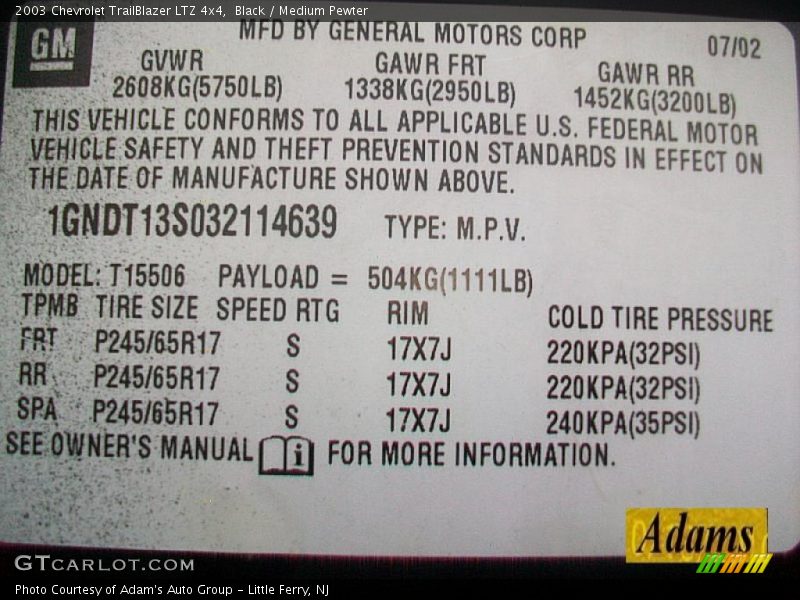 2003 Chevrolet TrailBlazer LTZ 4x4, Black / Medium Pewter
GM
MFD BY GENERAL MOTORS CORP 07/02
GVWR GAWR FRT GAWR RR
2608KG(5750LB) 1338KG(2950LB) 1452KG(3200LB)
THIS VEHICLE CONFORMS TO ALL APPLICABLE U.S. FEDERAL MOTOR
VEHICLE SAFETY AND THEFT PREVENTION STANDARDS IN EFFECT ON
THE DATE OF MANUFACTURE SHOWN ABOVE.
1GNDT13S032114639 TYPE: M.P.V.
MODEL: T15506 PAYLOAD = 504KG(1111LB)
TPMB TIRE SIZE SPEED RTG RIM COLD TIRE PRESSURE
FRT P245/65R17 S 17X7J 220KPA(32PSI)
RR P245/65R17 S 17X7J 220KPA(32PSI)
SPA P245/65R17 S 17X7J 240KPA(35PSI)
SEE OWNER'S MANUAL i FOR MORE INFORMATION.
Adams
GTCARLOT.COM
Photo Courtesy of Adam's Auto Group - Little Ferry, NJ